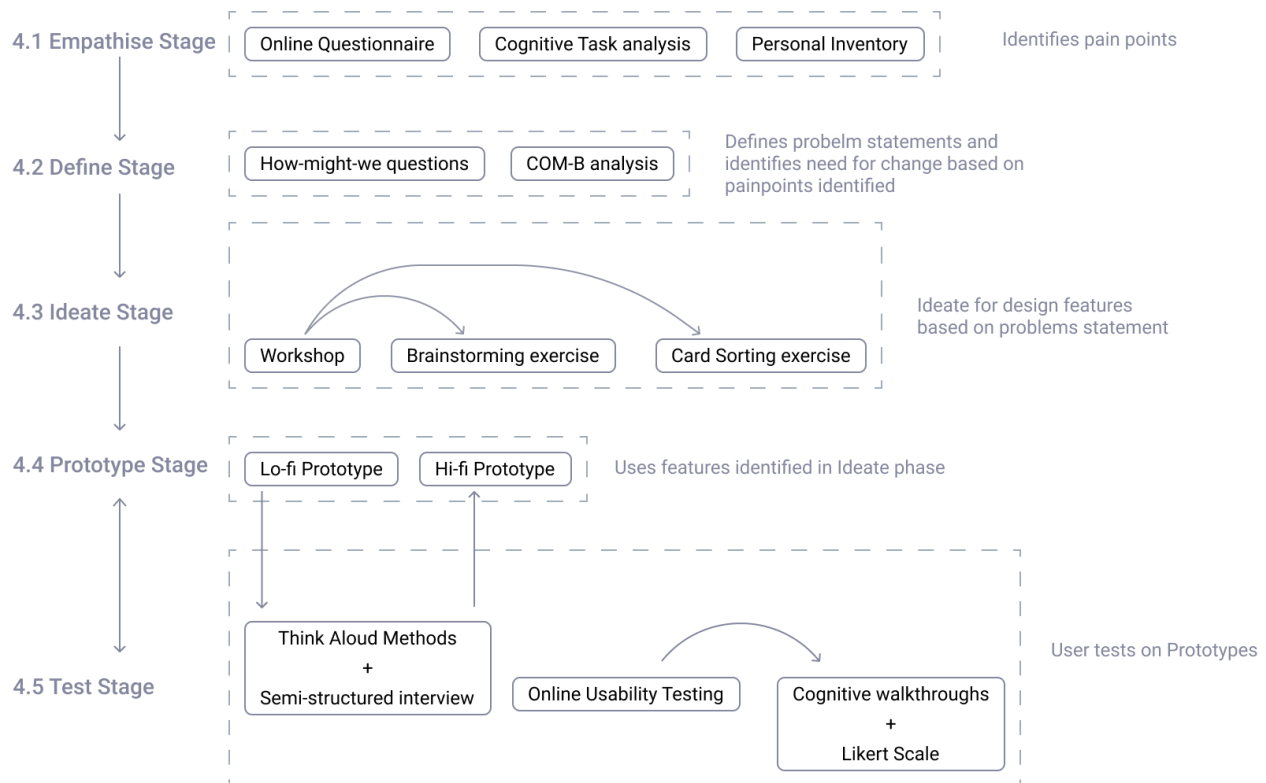 4.1 Empathise Stage
Online Questionnaire
Cognitive Task analysis
Personal Inventory
Identifies pain points
4.2 Define Stage
How-might-we questions
COM-B analysis
Defines probelm statements and
identifies need for change based on
painpoints identified
4.3 Ideate Stage
Workshop
Brainstorming exercise
Card Sorting exercise
Ideate for design features
based on problems statement
4.4 Prototype Stage
Lo-fi Prototype
Hi-fi Prototype
Uses features identified in Ideate phase
4.5 Test Stage
Think Aloud Methods
+
Semi-structured interview
Online Usability Testing
Cognitive walkthroughs
+
Likert Scale
User tests on Prototypes